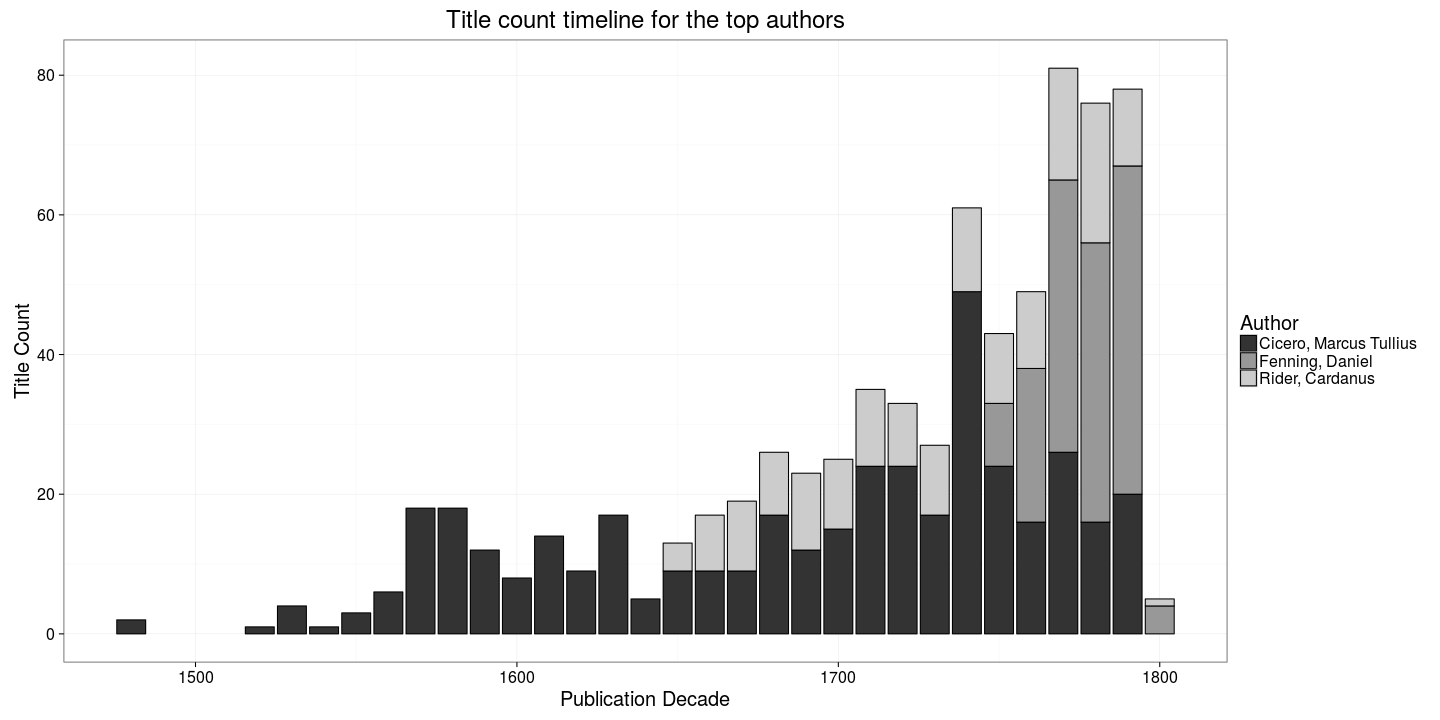 Title count timeline for the top authors
Title Count
80
60
40
20
0
1500
1600
1700
1800
Publication Decade
Author
Cicero, Marcus Tullius
Fenning, Daniel
Rider, Cardanus